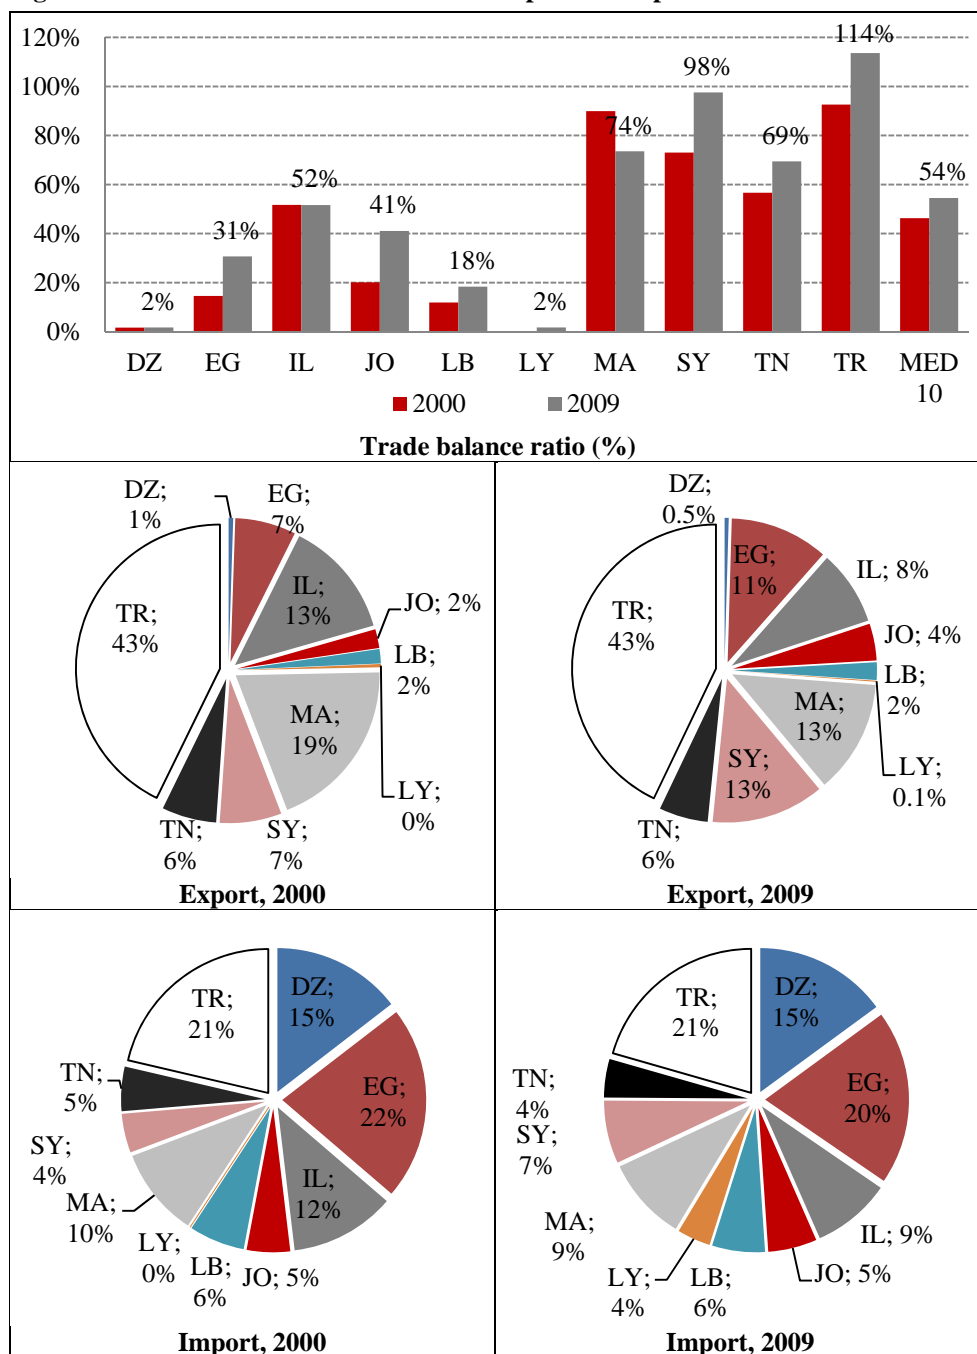 120%
100%
80%
60%
40%
20%
0%
2%
31%
52%
41%
18%
2%
74%
98%
69%
114%
54%
DZ EG IL JO LB LY MA SY TN TR MED 10
2000 2009
Trade balance ratio (%)
DZ; 1%
EG; 7%
IL; 13%
JO; 2%
LB; 2%
LY; 0%
MA; 19%
SY; 7%
TN; 6%
TR; 43%
Export, 2000
DZ; 0.5%
EG; 11%
IL; 8%
JO; 4%
LB; 2%
LY; 0.1%
MA; 13%
SY; 13%
TN; 6%
TR; 43%
Export, 2009
DZ; 15%
EG; 22%
IL; 12%
JO; 5%
LB; 6%
LY; 0%
MA; 10%
SY; 4%
TN; 5%
TR; 21%
Import, 2000
DZ; 15%
EG; 20%
IL; 9%
JO; 5%
LB; 6%
LY; 4%
MA; 9%
SY; 7%
TN; 4%
TR; 21%
Import, 2009